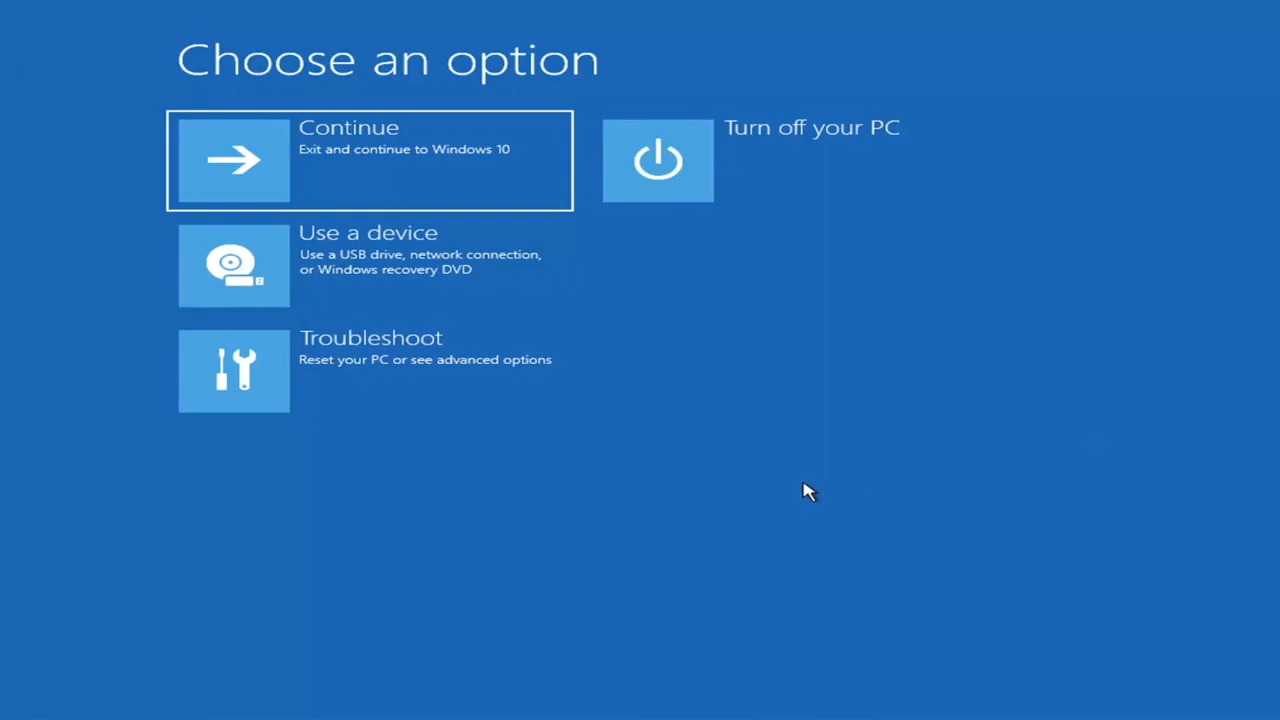 Choose an option
Continue
Exit and continue to Windows 10
Turn off your PC
Use a device
Use a USB drive, network connection,
or Windows recovery DVD
Troubleshoot
Reset your PC or see advanced options